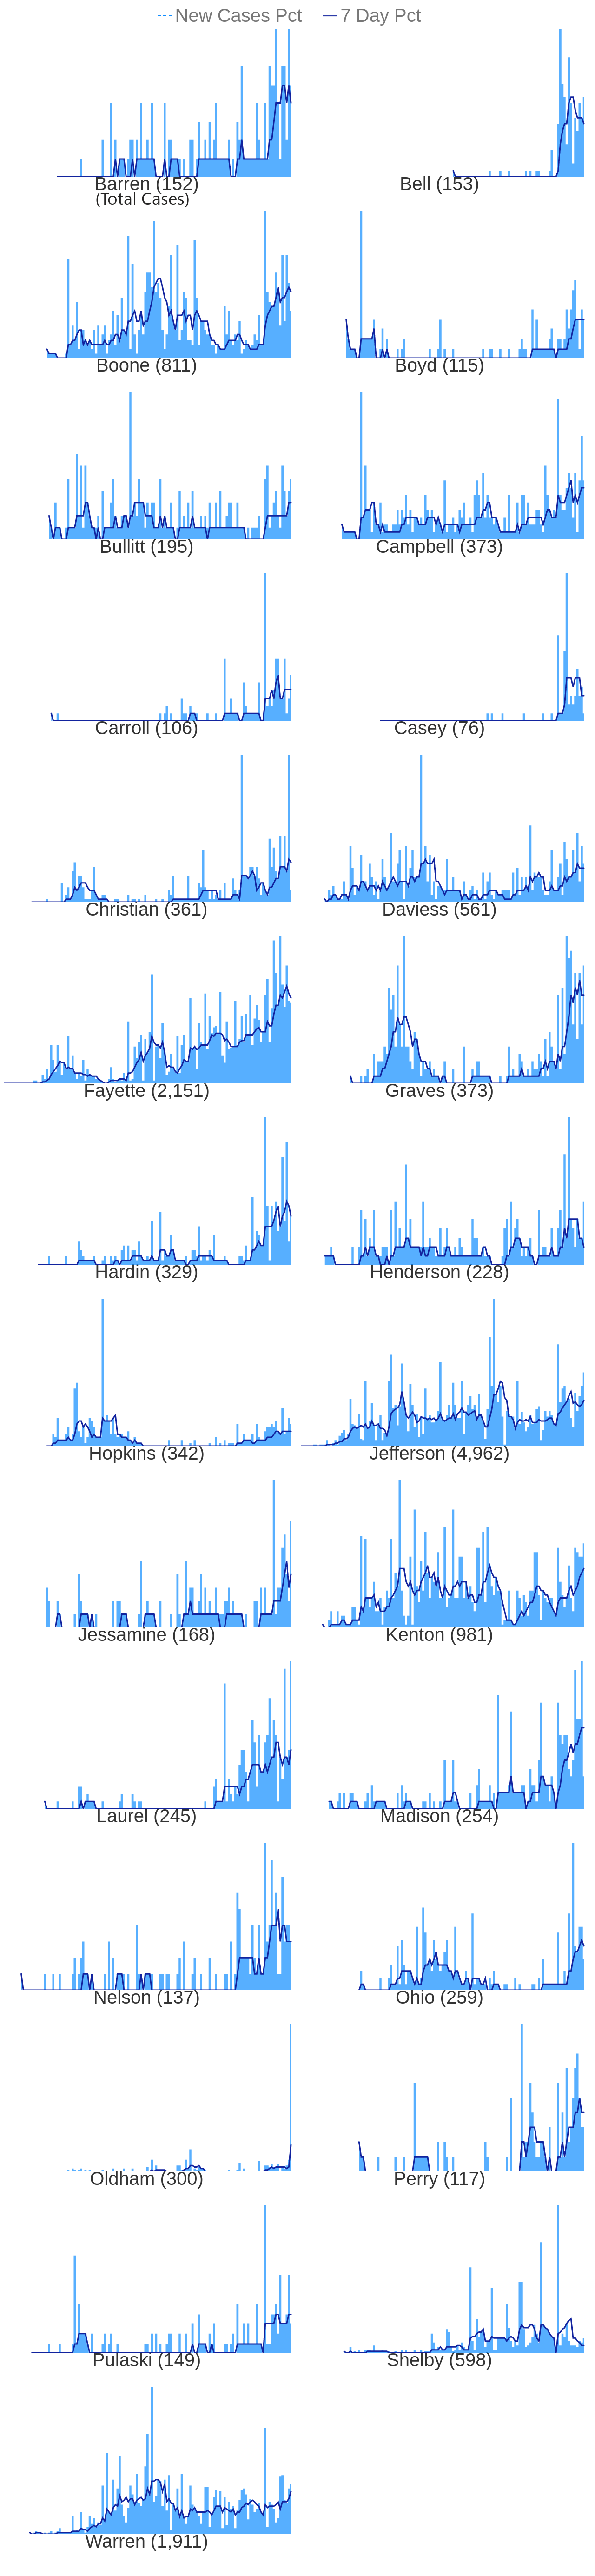 New Cases Pct 7 Day Pct
Barren (152) Bell (153)
(Total Cases)
Boone (811) Boyd (115)
Bullitt (195) Campbell (373)
Carroll (106) Casey (76)
Christian (361) Daviess (561)
Fayette (2,151) Graves (373)
Hardin (329) Henderson (228)
Hopkins (342) Jefferson (4,962)
Jessamine (168) Kenton (981)
Laurel (245) Madison (254)
Nelson (137) Ohio (259)
Oldham (300) Perry (117)
Pulaski (149) Shelby (598)
Warren (1,911)